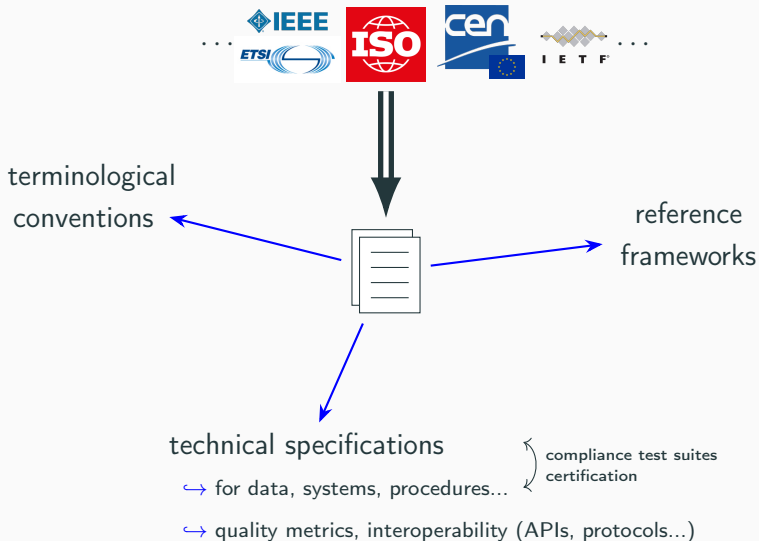 ... IEEE ISO cen ...
ETSI I E T F®
terminological
conventions
reference
frameworks
technical specifications
↪ for data, systems, procedures...
↪ quality metrics, interoperability (APIs, protocols...)
compliance test suites
certification